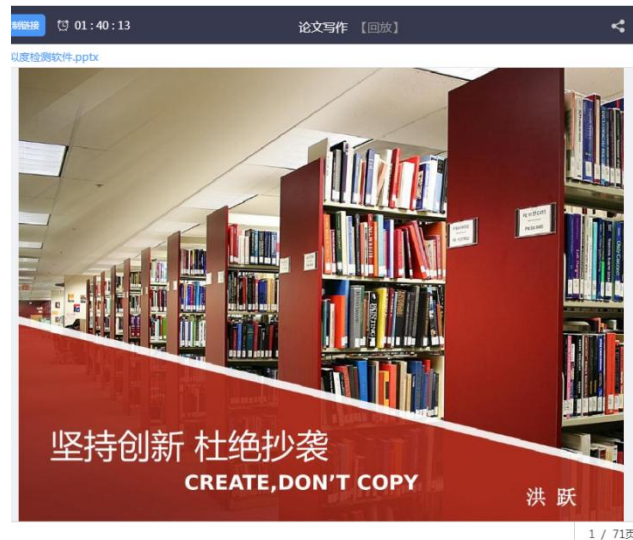 制链接 01:40:13 论文写作 【回放】
以度检测软件.pptx
坚持创新 杜绝抄袭
CREATE,DON'T COPY
洪 跃
1 / 71页